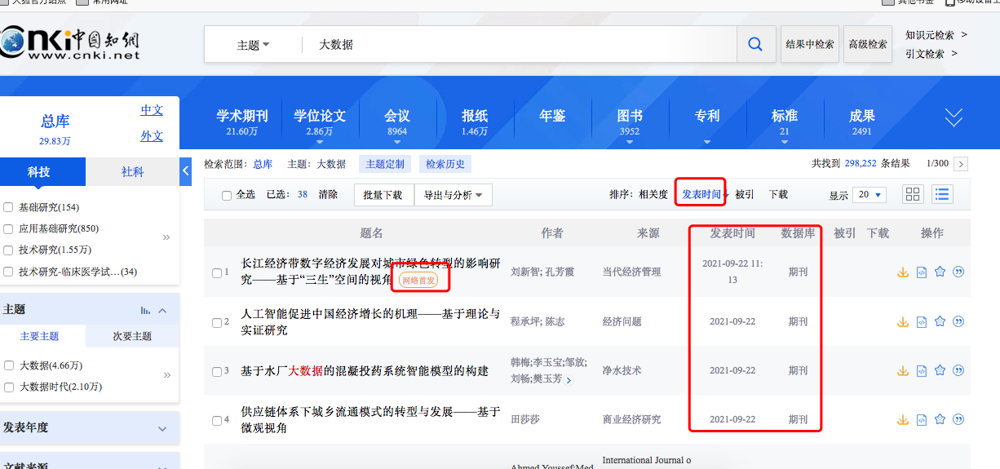 火狐官方站点 常用网址 其他书签 移动设备上
Cnki中国知网
www.cnki.net
主题 大数据 结果中检索 高级检索 知识元检索 >
引文检索 >
总库 中文
29.83万 外文
学术期刊 学位论文 会议 报纸 年鉴 图书 专利 标准 成果
21.60万 2.86万 8964 1.46万 3952 21 2491
科技 社科
检索范围：总库 主题：大数据 主题定制 检索历史 共找到 298,252 条结果 1/300 >
全选 已选：38 清除 批量下载 导出与分析 排序：相关度 发表时间↓ 被引 下载 显示 20
基础研究(154)
应用基础研究(850)
技术研究(1.55万)
技术研究-临床医学试…(34)
»
主题
主要主题 次要主题
大数据(4.66万)
大数据时代(2.10万)
»
发表年度
文献来源
题名 作者 来源 发表时间 数据库 被引 下载 操作
1 长江经济带数字经济发展对城市绿色转型的影响研
究——基于“三生”空间的视角 网络首发
刘新智; 孔芳霞 当代经济管理 2021-09-22 11:
13 期刊
2 人工智能促进中国经济增长的机理——基于理论与
实证研究
程承坪; 陈志 经济问题 2021-09-22 期刊
3 基于水厂大数据的混凝投药系统智能模型的构建
韩梅;李玉宝;邹放;
刘畅;樊玉芳 净水技术 2021-09-22 期刊
4 供应链体系下城乡流通模式的转型与发展——基于
微观视角
田莎莎 商业经济研究 2021-09-22 期刊
Ahmed Youssef;Med International Journal o